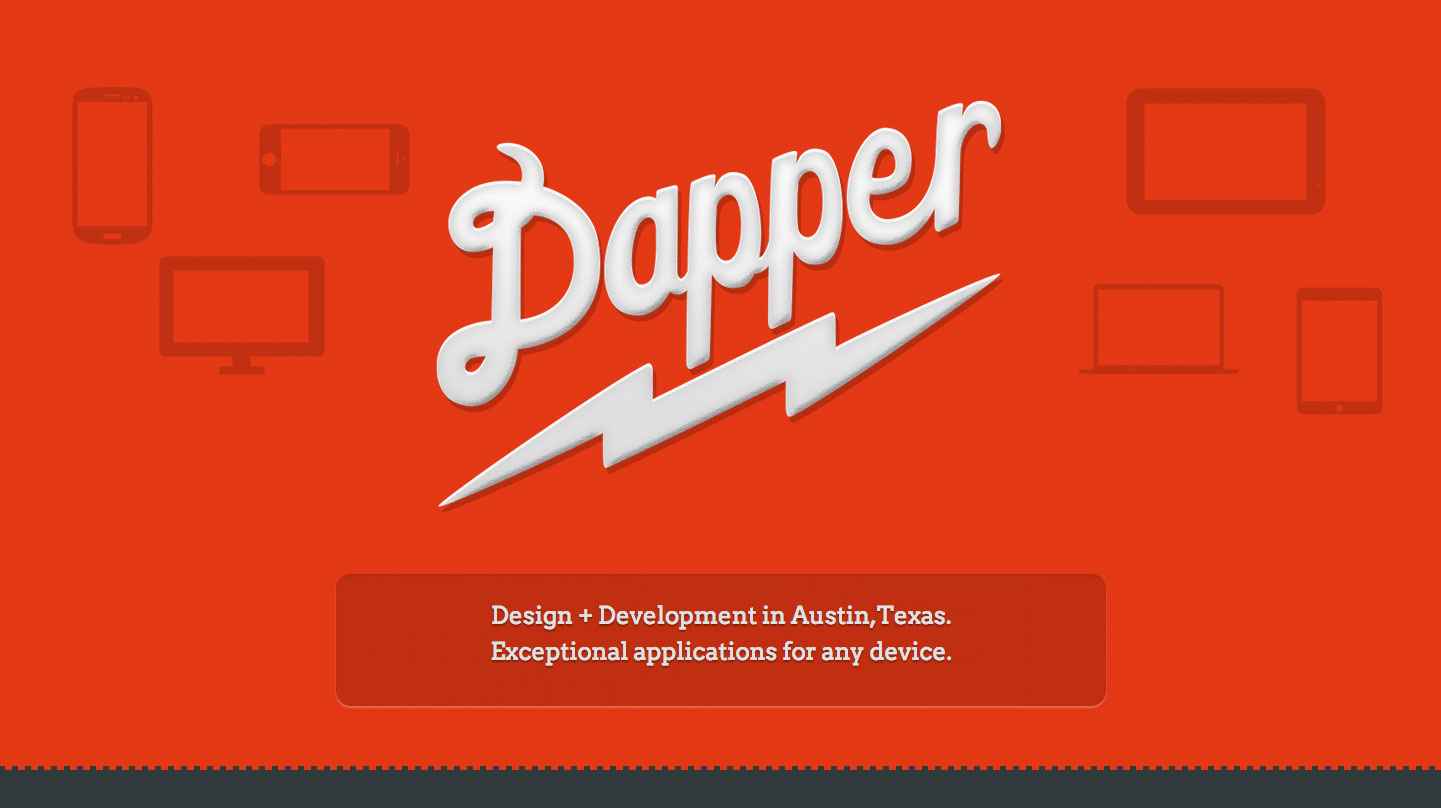 Dapper
Design + Development in Austin, Texas.
Exceptional applications for any device.